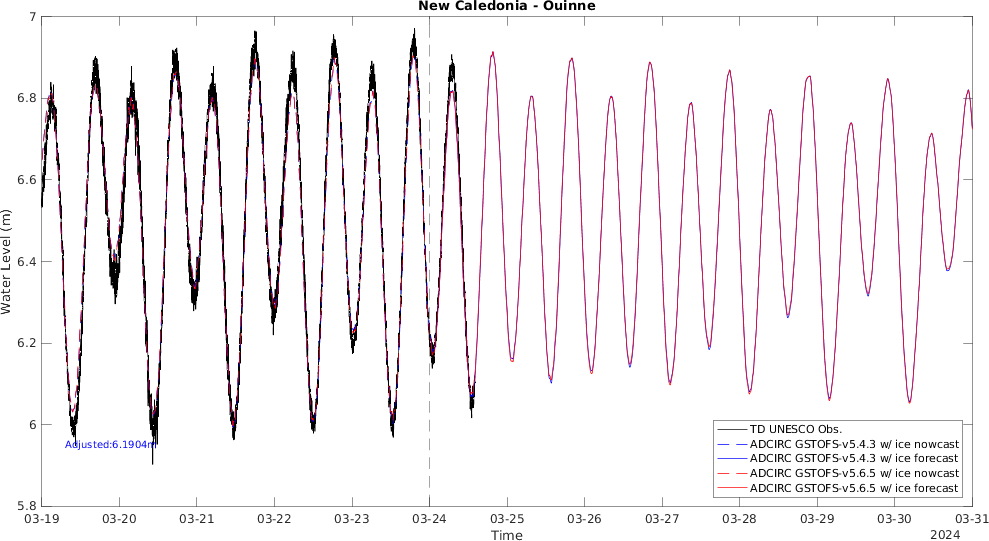 New Caledonia - Ouinne
7
6.8
6.6
6.4
6.2
6
5.8
Water Level (m)
Adjusted:6.1904m
TD UNESCO Obs.
ADCIRC GSTOFS-v5.4.3 w/ ice nowcast
ADCIRC GSTOFS-v5.4.3 w/ ice forecast
ADCIRC GSTOFS-v5.6.5 w/ ice nowcast
ADCIRC GSTOFS-v5.6.5 w/ ice forecast
03-19 03-20 03-21 03-22 03-23 03-24 03-25 03-26 03-27 03-28 03-29 03-30 03-31
Time
2024